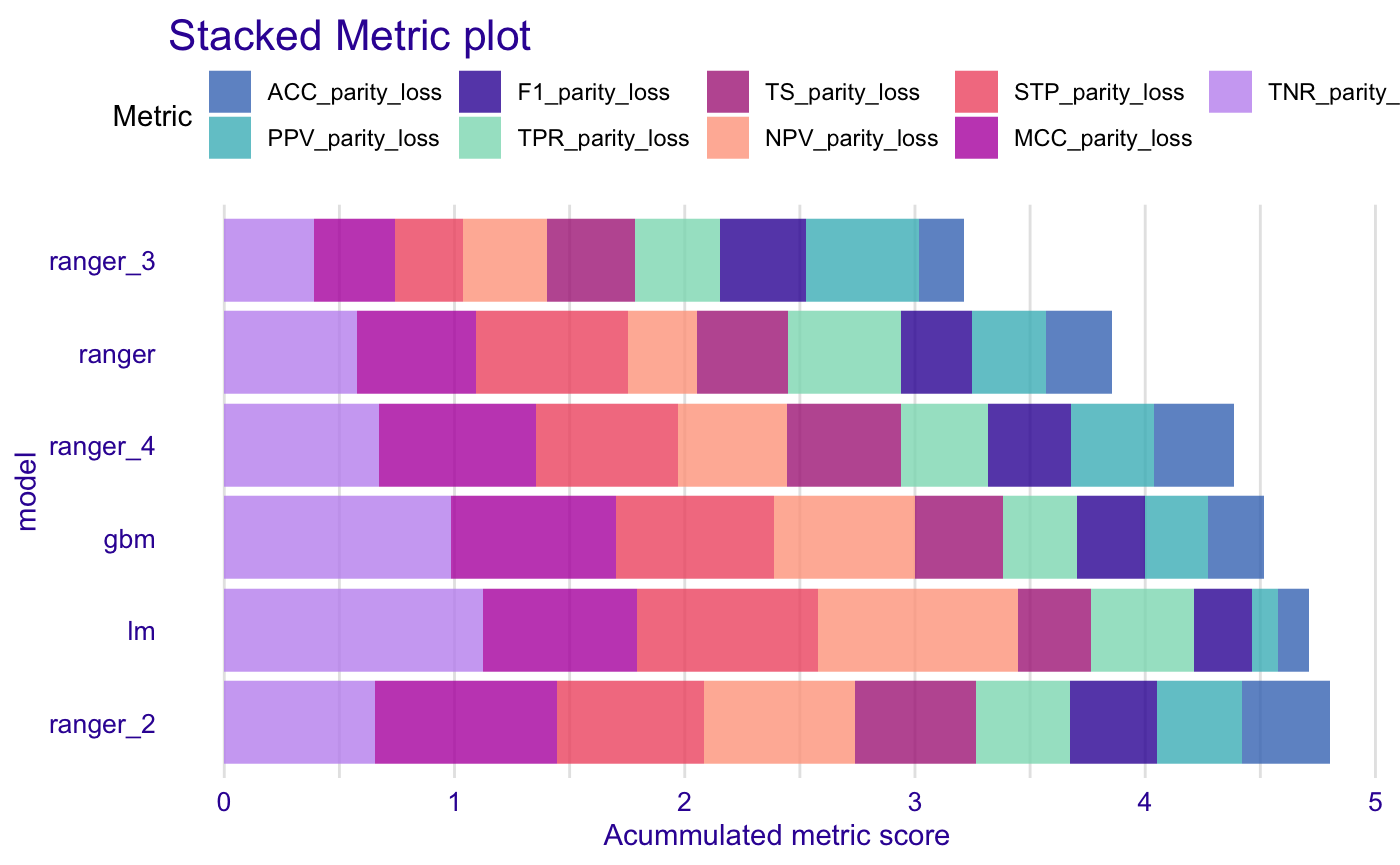 Stacked Metric plot
Metric
ACC_parity_loss F1_parity_loss TS_parity_loss STP_parity_loss TNR_parity_
PPV_parity_loss TPR_parity_loss NPV_parity_loss MCC_parity_loss
model
ranger_3
ranger
ranger_4
gbm
lm
ranger_2
0 1 2 3 4 5
Acummulated metric score